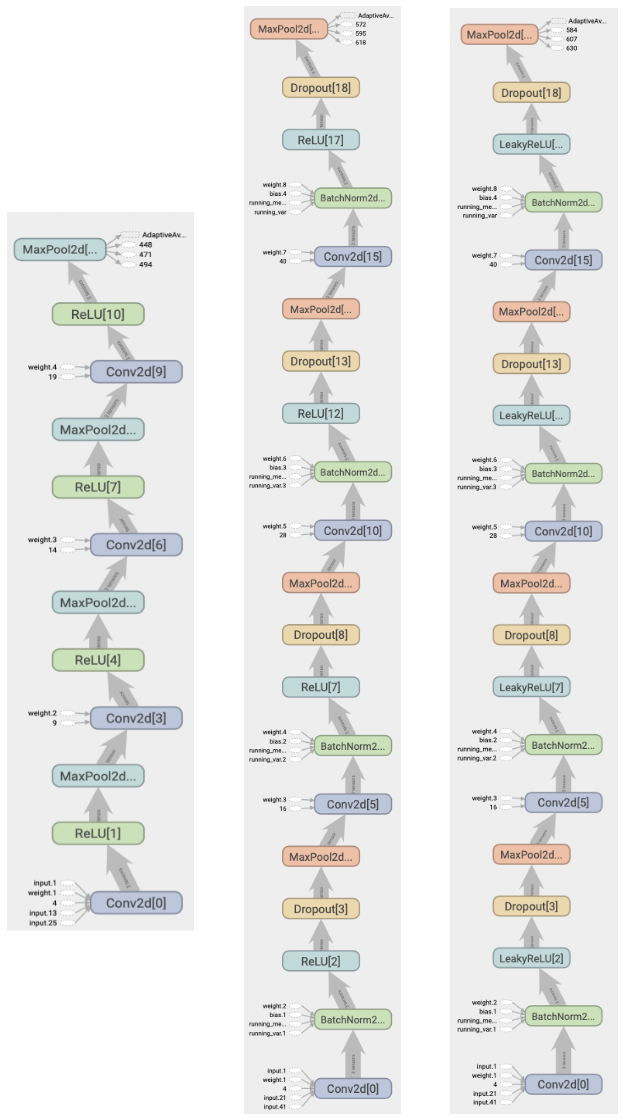 AdaptiveAv...
448
471
494
MaxPool2d[...
ReLU[10]
weight.4
19
Conv2d[9]
MaxPool2d...
ReLU[7]
weight.3
14
Conv2d[6]
MaxPool2d...
ReLU[4]
weight.2
9
Conv2d[3]
MaxPool2d...
ReLU[1]
input.1
weight.1
4
input.13
input.25
Conv2d[0]
AdaptiveAv...
572
595
618
MaxPool2d[...
Dropout[18]
ReLU[17]
weight.8
bias.4
running_me...
running_var
BatchNorm2d...
weight.7
40
Conv2d[15]
MaxPool2d[...
Dropout[13]
ReLU[12]
weight.6
bias.3
running_me...
running_var.3
BatchNorm2d...
weight.5
28
Conv2d[10]
MaxPool2d...
Dropout[8]
ReLU[7]
weight.4
bias.2
running_me...
running_var.2
BatchNorm2...
weight.3
16
Conv2d[5]
MaxPool2d...
Dropout[3]
ReLU[2]
weight.2
bias.1
running_me...
running_var.1
BatchNorm2...
input.1
weight.1
4
input.21
input.41
Conv2d[0]
AdaptiveAv...
584
607
630
MaxPool2d[...
Dropout[18]
LeakyReLU[...
weight.8
bias.4
running_me...
running_var
BatchNorm2d...
weight.7
40
Conv2d[15]
MaxPool2d[...
Dropout[13]
LeakyReLU[...
weight.6
bias.3
running_me...
running_var.3
BatchNorm2d...
weight.5
28
Conv2d[10]
MaxPool2d...
Dropout[8]
LeakyReLU[7]
weight.4
bias.2
running_me...
running_var.2
BatchNorm2...
weight.3
16
Conv2d[5]
MaxPool2d...
Dropout[3]
LeakyReLU[2]
weight.2
bias.1
running_me...
running_var.1
BatchNorm2...
input.1
weight.1
4
input.21
input.41
Conv2d[0]